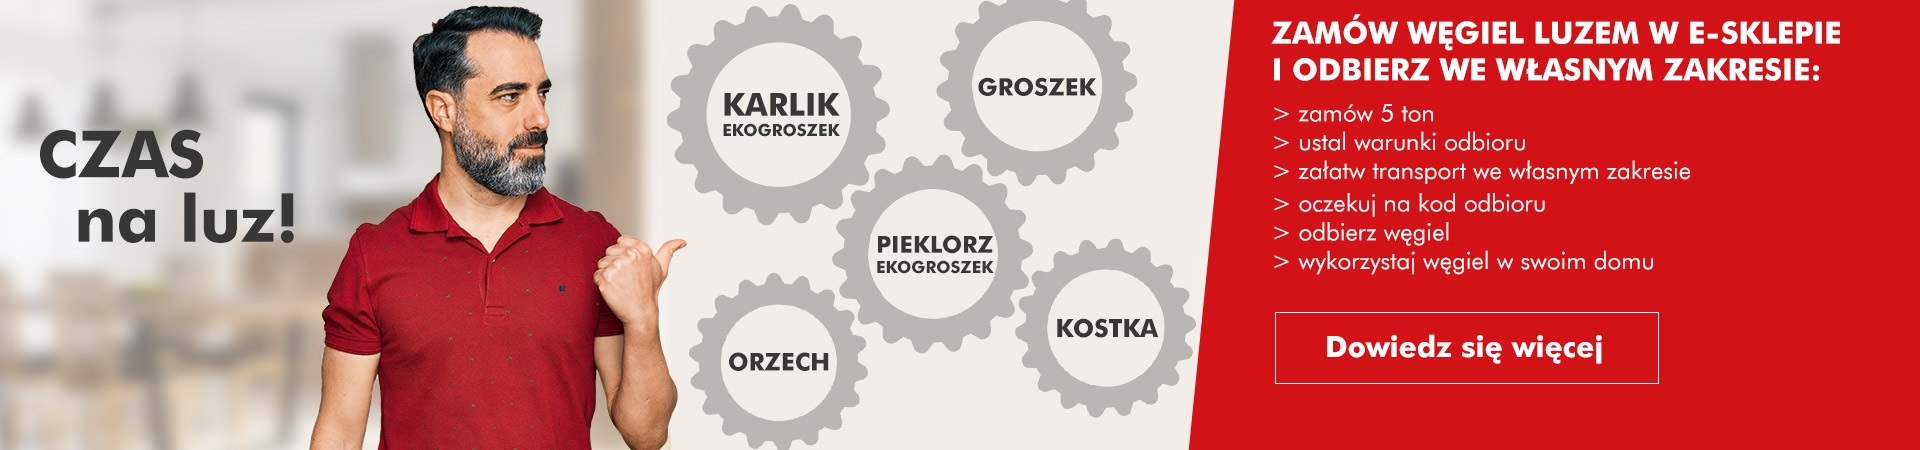 CZAS
na luz!
KARLIK
EKOGROSZEK
GROSZEK
PIEKLORZ
EKOGROSZEK
ORZECH
KOSTKA
ZAMÓW WĘGIEL LUZEM W E-SKLEPIE
I ODBIERZ WE WŁASNYM ZAKRESIE:
> zamów 5 ton
> ustal warunki odbioru
> załatw transport we własnym zakresie
> oczekuj na kod odbioru
> odbierz węgiel
> wykorzystaj węgiel w swoim domu
Dowiedz się więcej